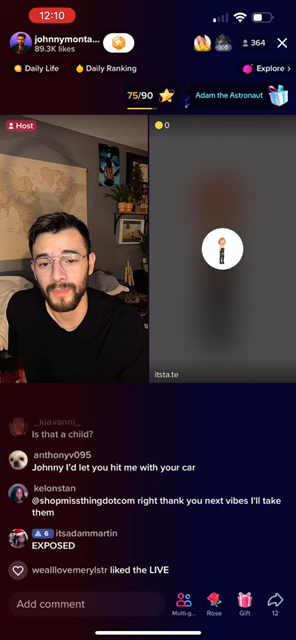 12:10
johnnymonta...
89.3K likes
364
Daily Life
Daily Ranking
Explore >
75/90
Adam the Astronaut
Host
0
itsta.te
_kiavanni_
Is that a child?
anthonyv095
Johnny I'd let you hit me with your car
kelonstan
@shopmissthingdotcom right thank you next vibes I'll take
them
6 itsadammartin
EXPOSED
wealllovemerylstr liked the LIVE
Add comment
Multi-g...
Rose
Gift
12